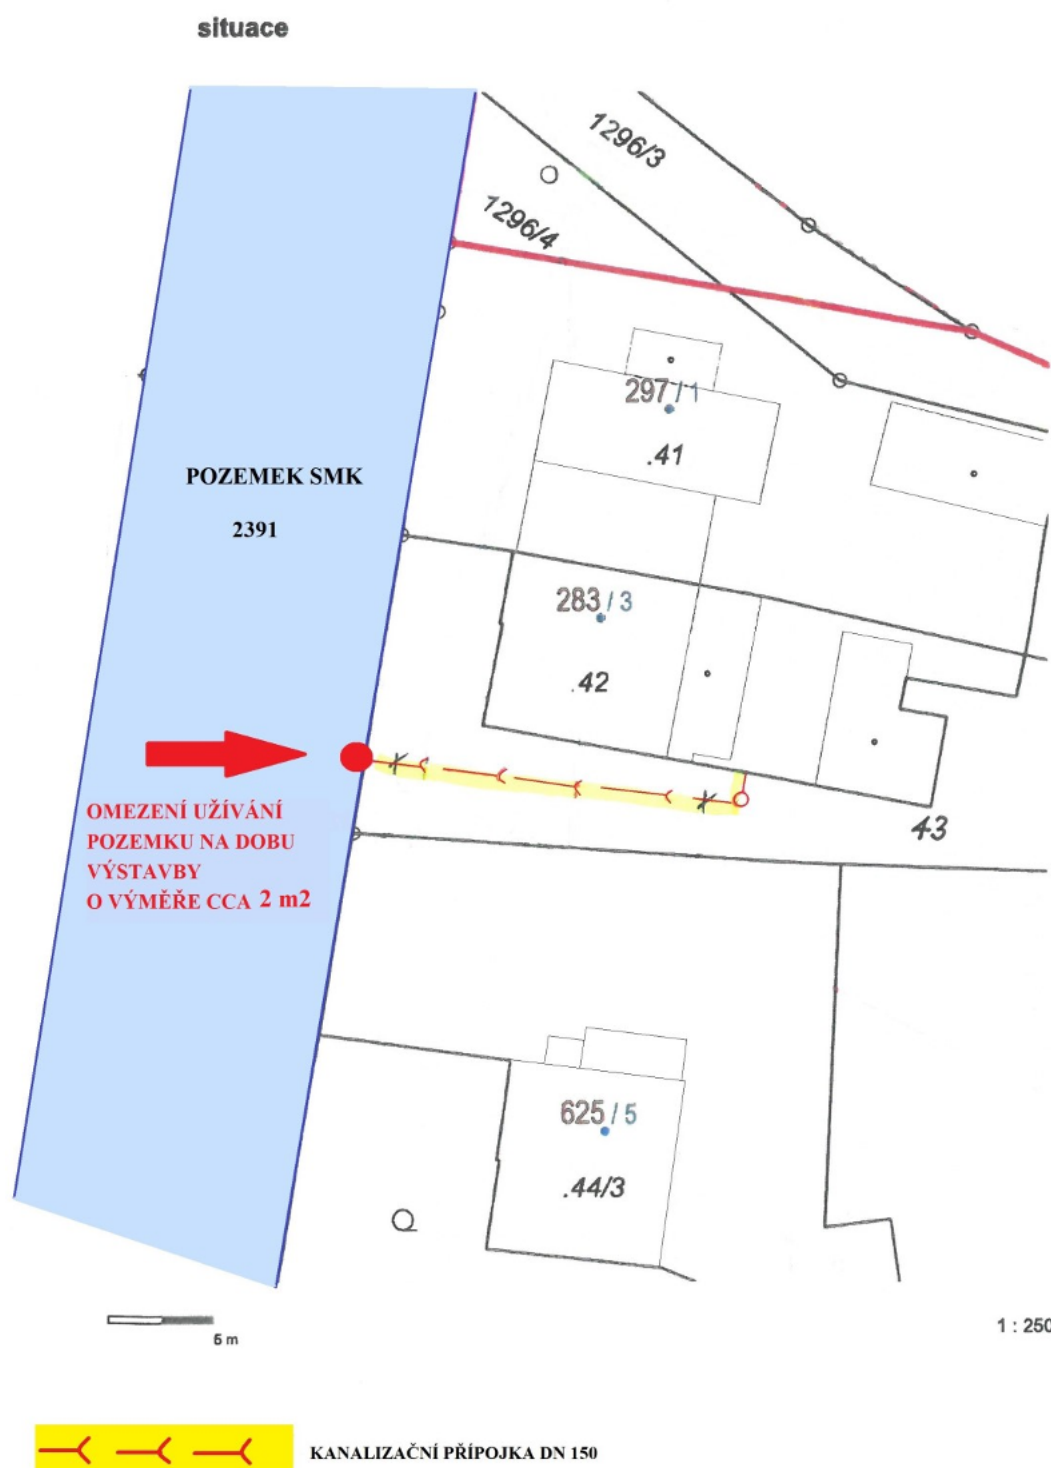 situace
1296/3
1296/4
297/1
.41
POZEMEK SMK
2391
283/3
.42
OMEZENÍ UŽÍVÁNÍ
POZEMKU NA DOBU
VÝSTAVBY
O VÝMĚŘE CCA 2 m2
43
625/5
.44/3
5 m
1 : 250
KANALIZAČNÍ PŘÍPOJKA DN 150